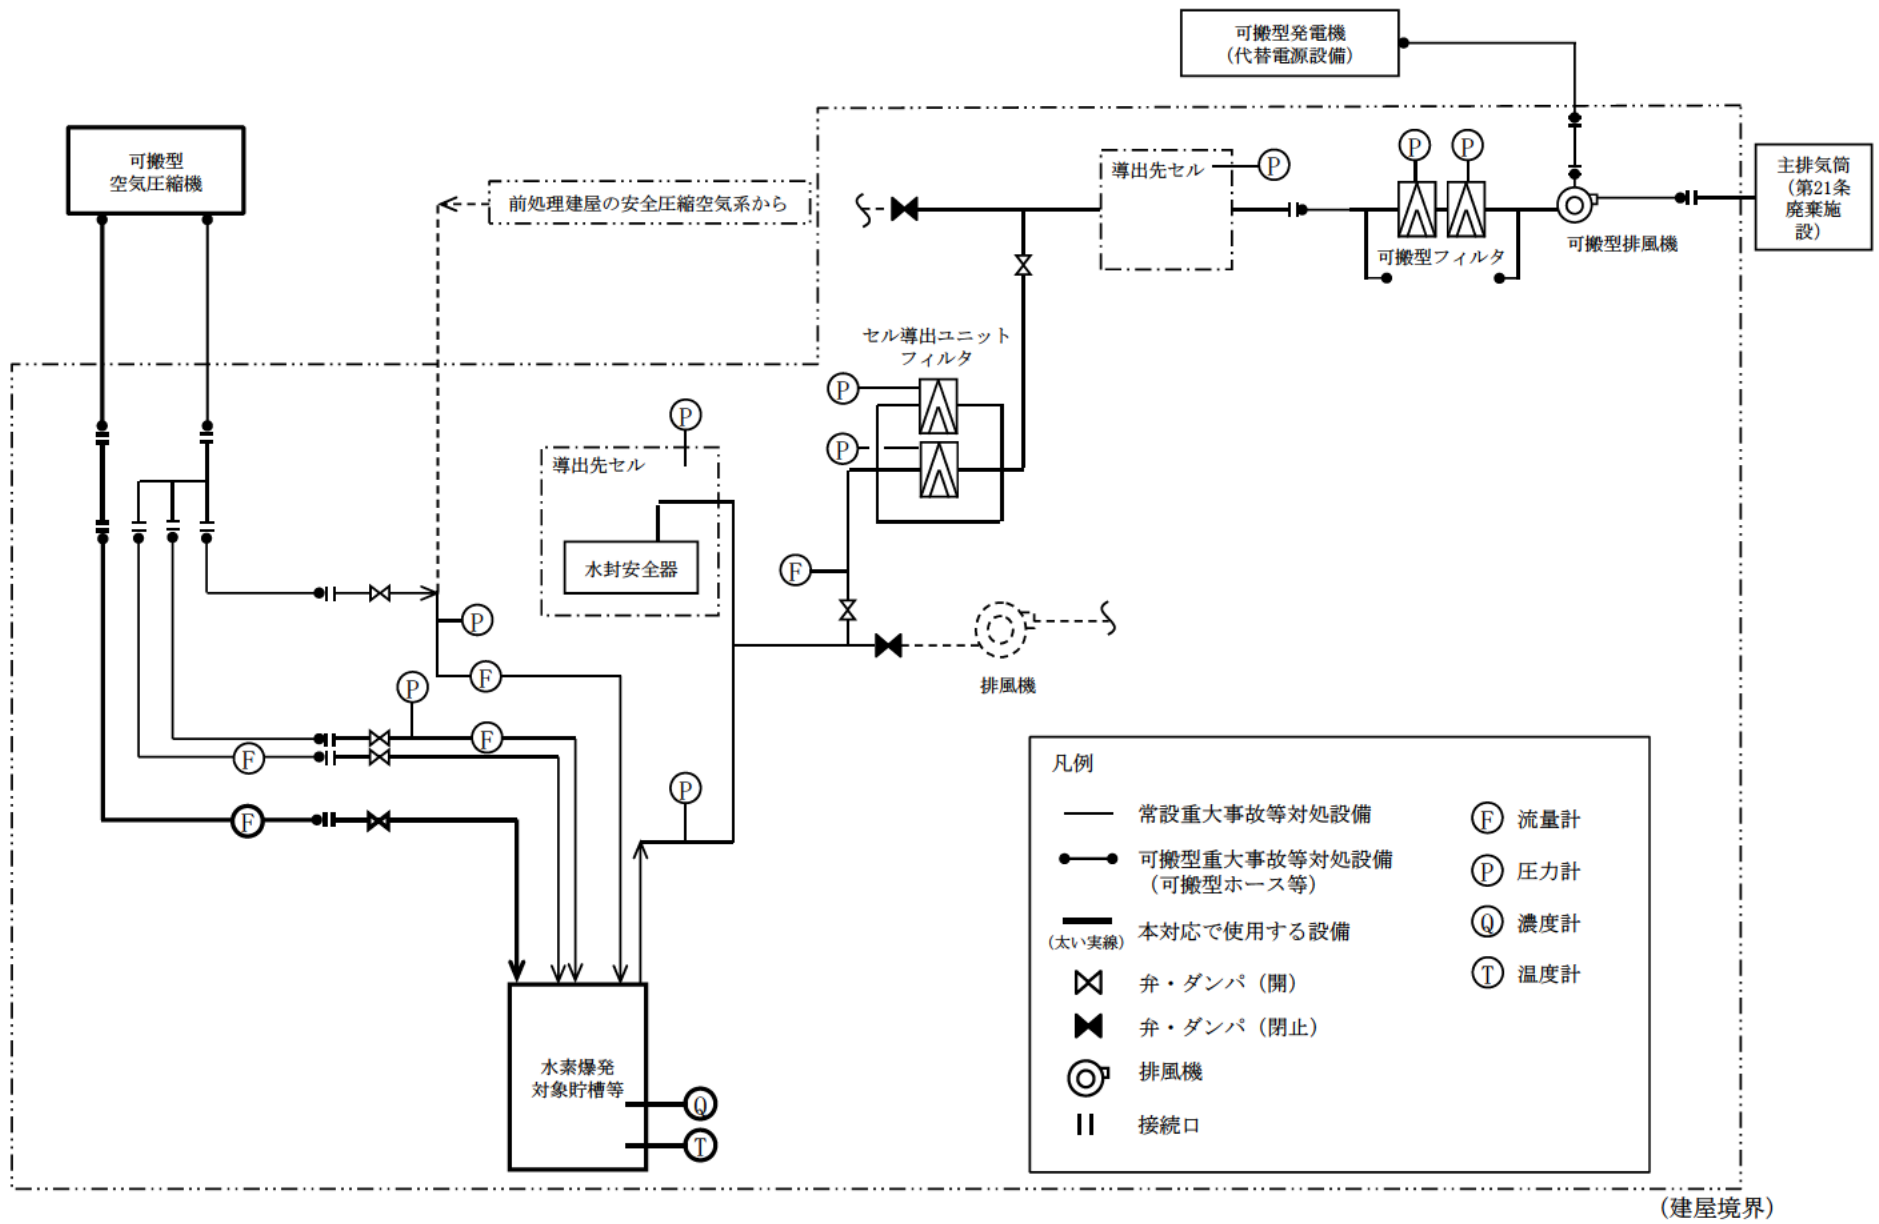 可搬型発電機
（代替電源設備）
可搬型
空気圧縮機
前処理建屋の安全圧縮空気系から
導出先セル
P
P
P
主排気筒
（第21条
廃棄施
設）
可搬型フィルタ
可搬型排風機
セル導出ユニット
フィルタ
P
P
P
導出先セル
水封安全器
F
P
F
排風機
P
F
F
P
F
水素爆発
対象貯槽等
Q
T
凡例
常設重大事故等対処設備
可搬型重大事故等対処設備
（可搬型ホース等）
（太い実線）
本対応で使用する設備
弁・ダンパ（開）
弁・ダンパ（閉止）
排風機
接続口
F 流量計
P 圧力計
Q 濃度計
T 温度計
（建屋境界）